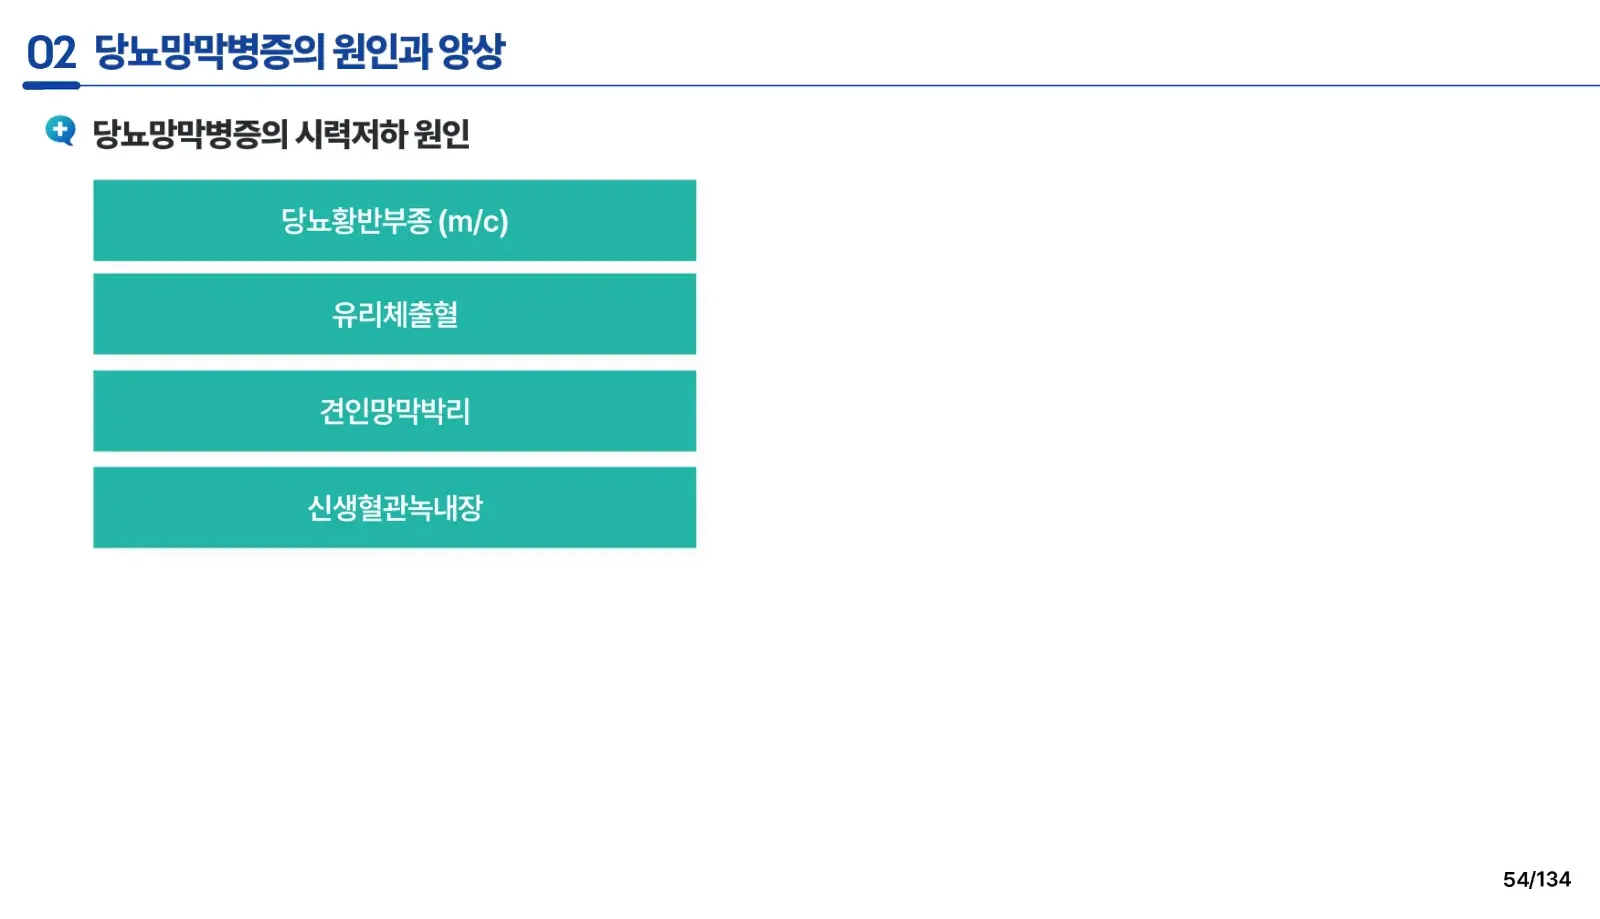 02 당뇨망막병증의 원인과 양상
당뇨망막병증의 시력저하 원인
당뇨황반부종 (m/c)
유리체출혈
견인망막박리
신생혈관녹내장
54/134